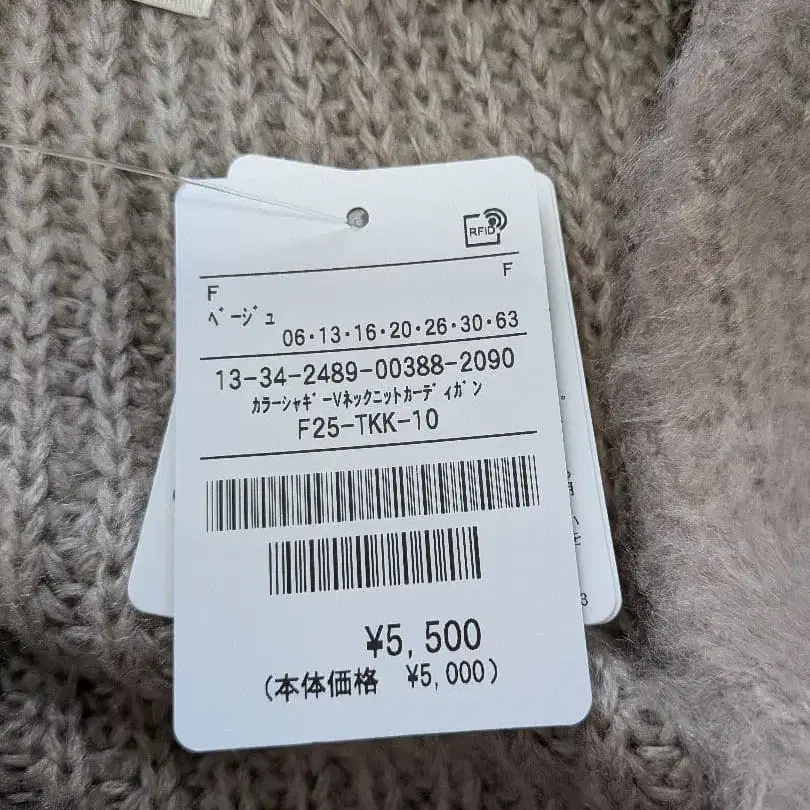 RFID
F F
ﾍﾞｰｼﾞｭ
06・13・16・20・26・30・63
13-34-2489-00388-2090
ｶﾗｰｼｬｷﾞｰVﾈｯｸﾆｯﾄｶｰﾃﾞｨｶﾞﾝ
F25-TKK-10
¥5,500
(本体価格 ¥5,000)